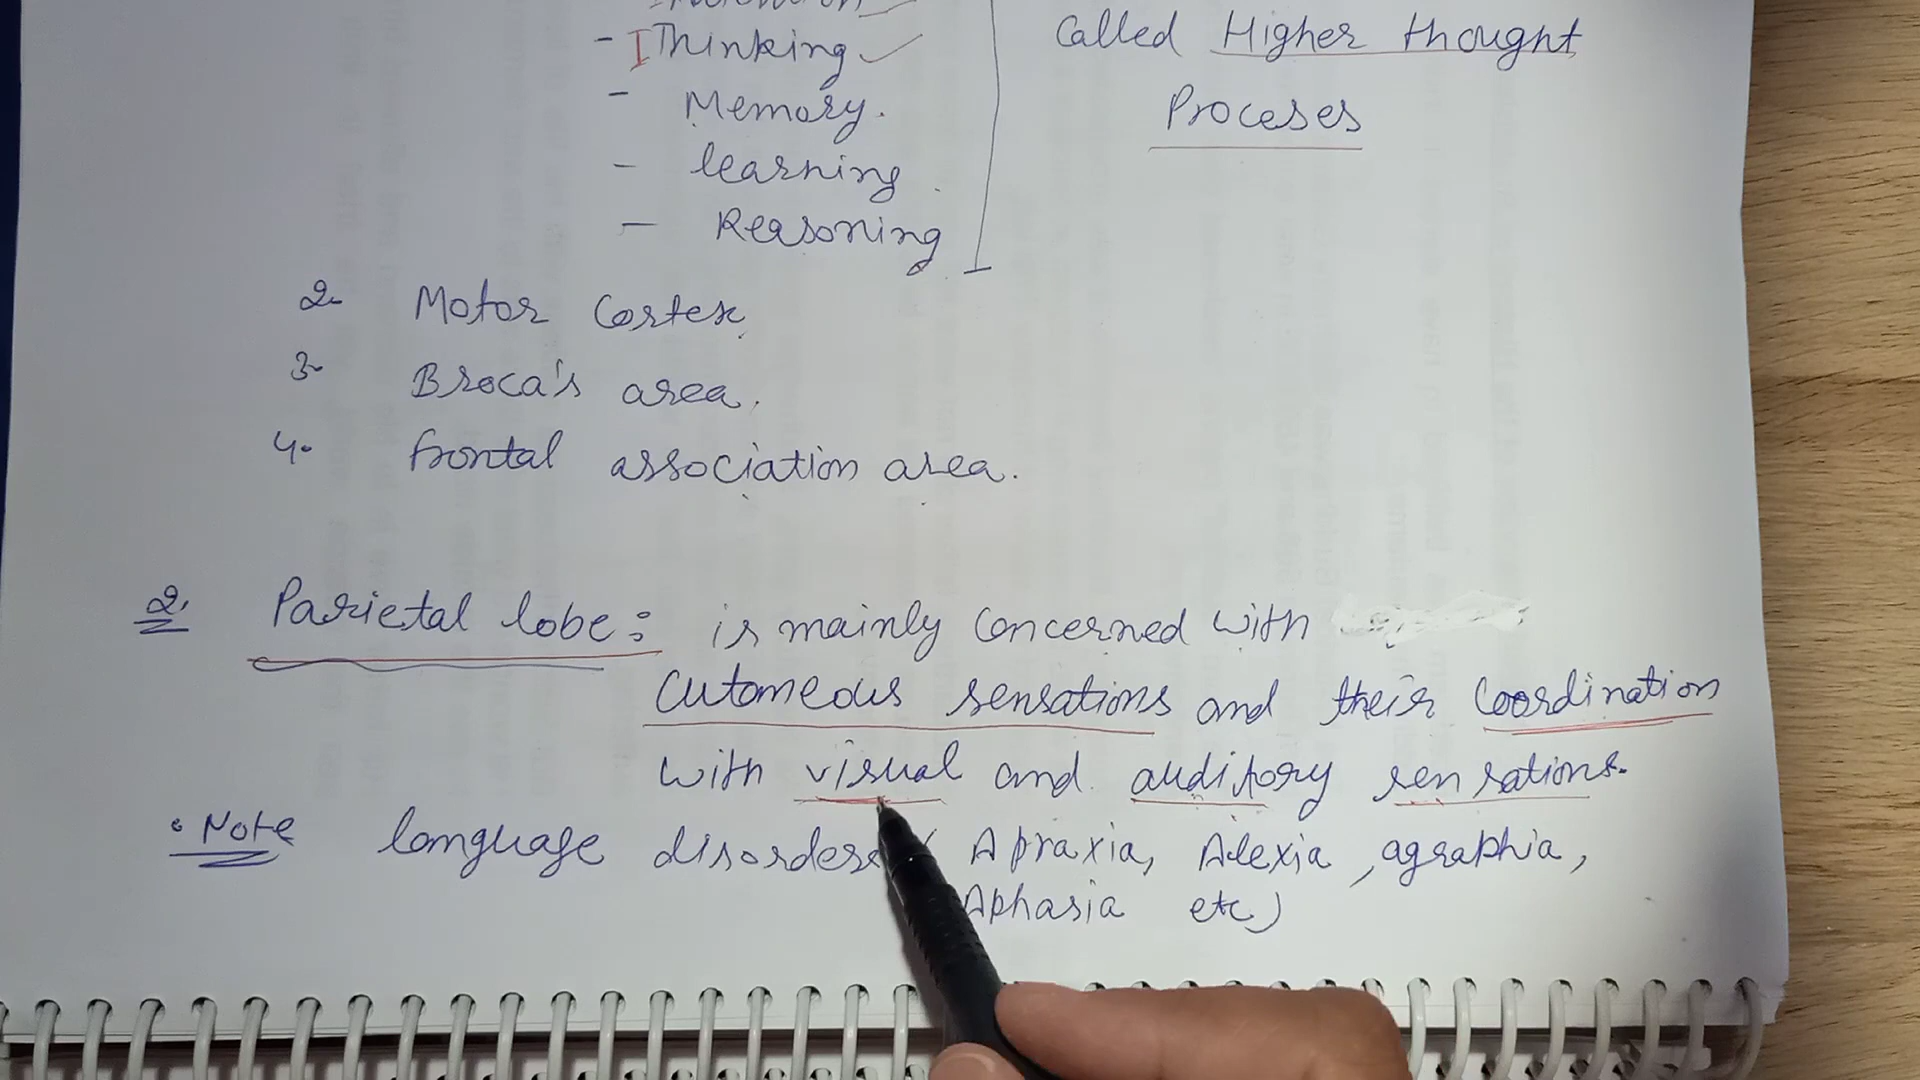 - Thinking
- Memory.
- learning
- Reasoning
Called Higher thought
Proceses
2- Motor Cortex
3- Broca's area.
4. frontal association area.
2. Parietal lobe: is mainly concerned with
cutaneous sensations and their coordination
with visual and auditory sensations.
• Note language disorders ( Apraxia, Alexia, agraphia,
Aphasia etc)